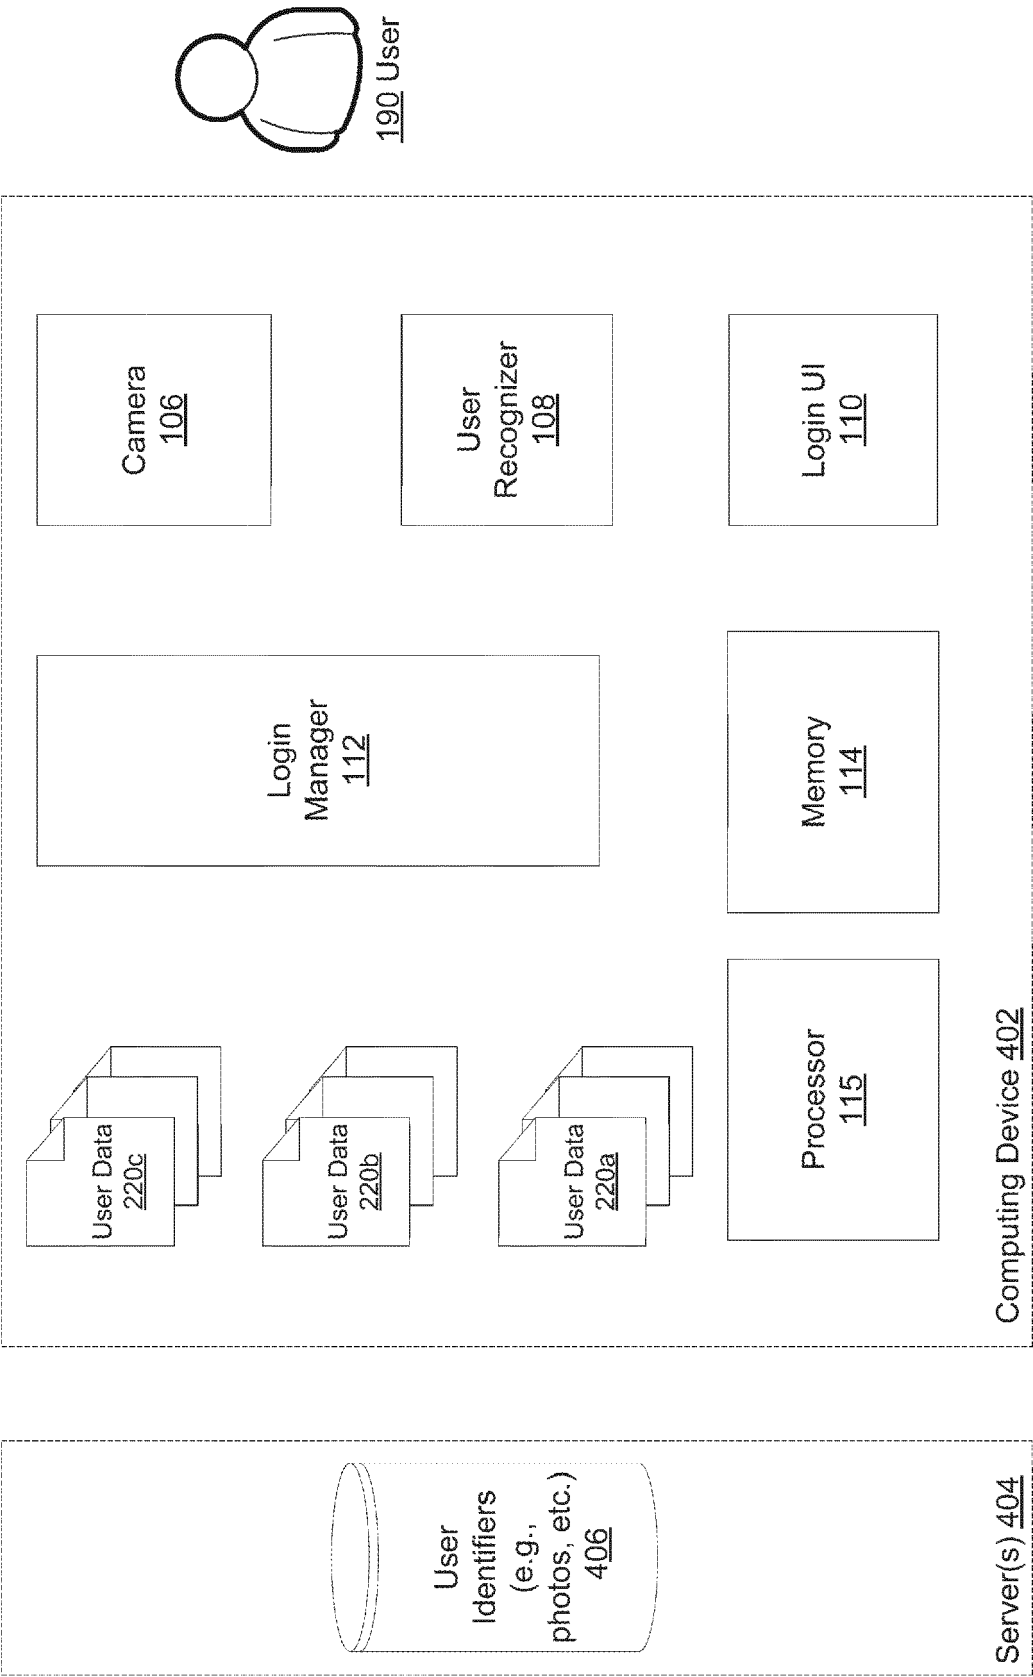 User
Identifiers
(e.g.,
photos, etc.)
406
Server(s) 404
User Data
220c
User Data
220b
User Data
220a
Login
Manager
112
Camera
106
User
Recognizer
108
Processor
115
Memory
114
Login UI
110
Computing Device 402
190 User